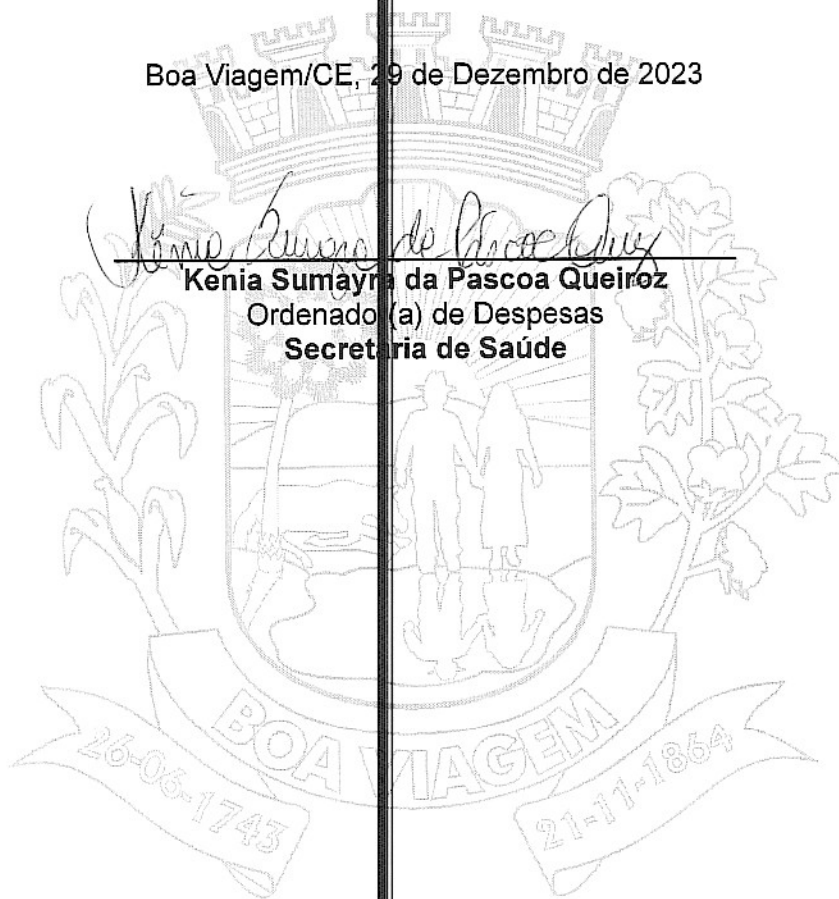 Boa Viagem/CE, 29 de Dezembro de 2023
Kenia Sumayra da Pascoa Queiroz
Ordenado (a) de Despesas
Secretaria de Saúde
BOA VIAGEM
26-06-1743
21-11-1864